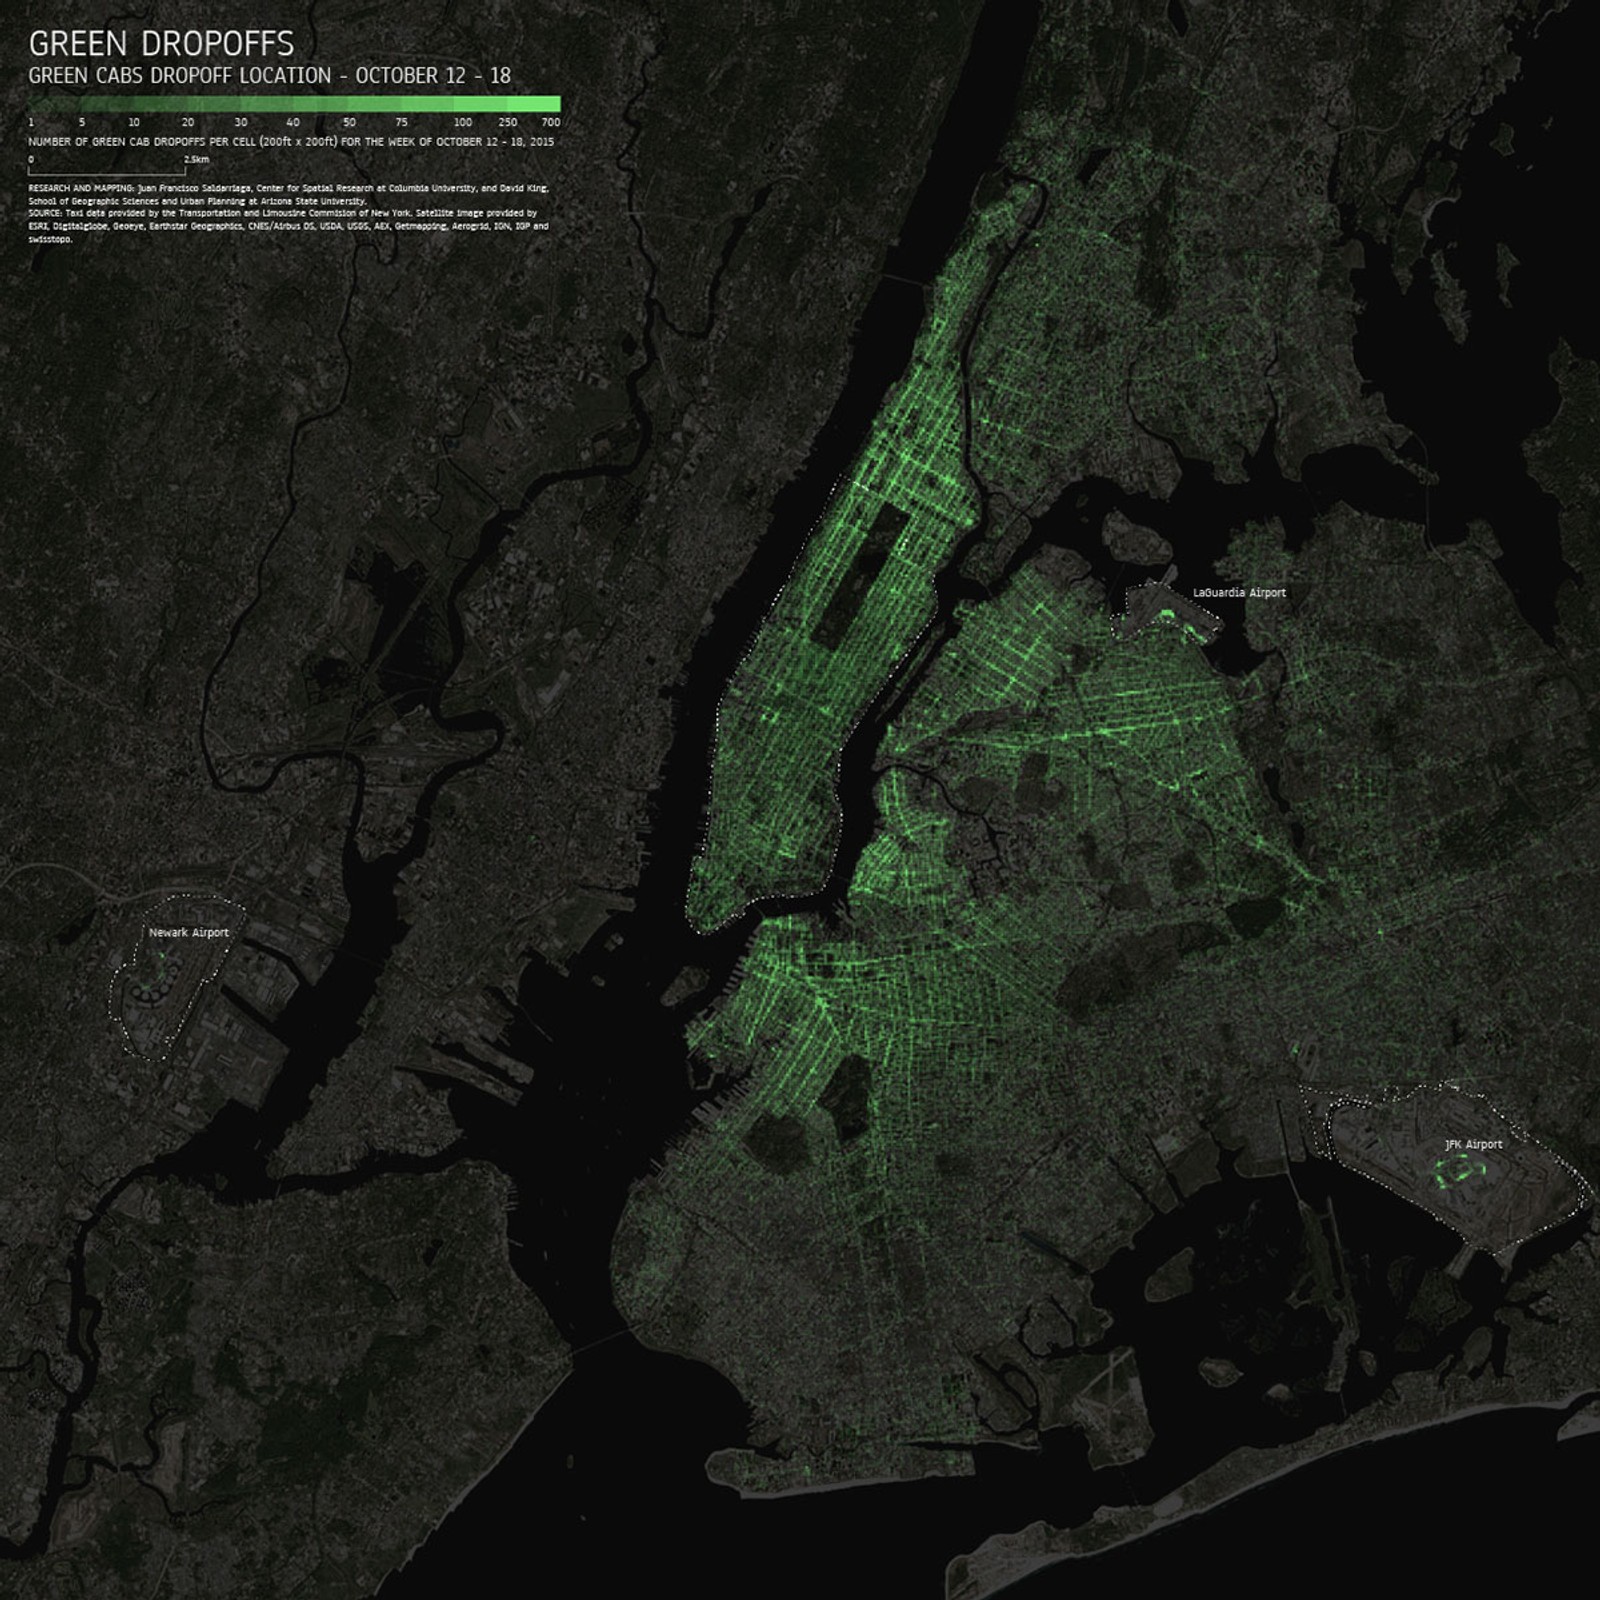 GREEN DROPOFFS
GREEN CABS DROPOFF LOCATION - OCTOBER 12 - 18
1 5 10 20 30 40 50 75 100 250 700
NUMBER OF GREEN CAB DROPOFFS PER CELL (200ft x 200ft) FOR THE WEEK OF OCTOBER 12 - 18, 2015
0 2.5km
RESEARCH AND MAPPING: Juan Francisco Saldarriaga, Center for Spatial Research at Columbia University, and David King,
School of Geographic Sciences and Urban Planning at Arizona State University.
SOURCE: Taxi data provided by the Transportation and Limousine Commision of New York. Satellite image provided by
ESRI, DigitalGlobe, Geoeye, Earthstar Geographics, CNES/Airbus DS, USDA, USGS, AEX, Getmapping, Aerogrid, IGN, IGP and
swisstopo.
LaGuardia Airport
Newark Airport
JFK Airport